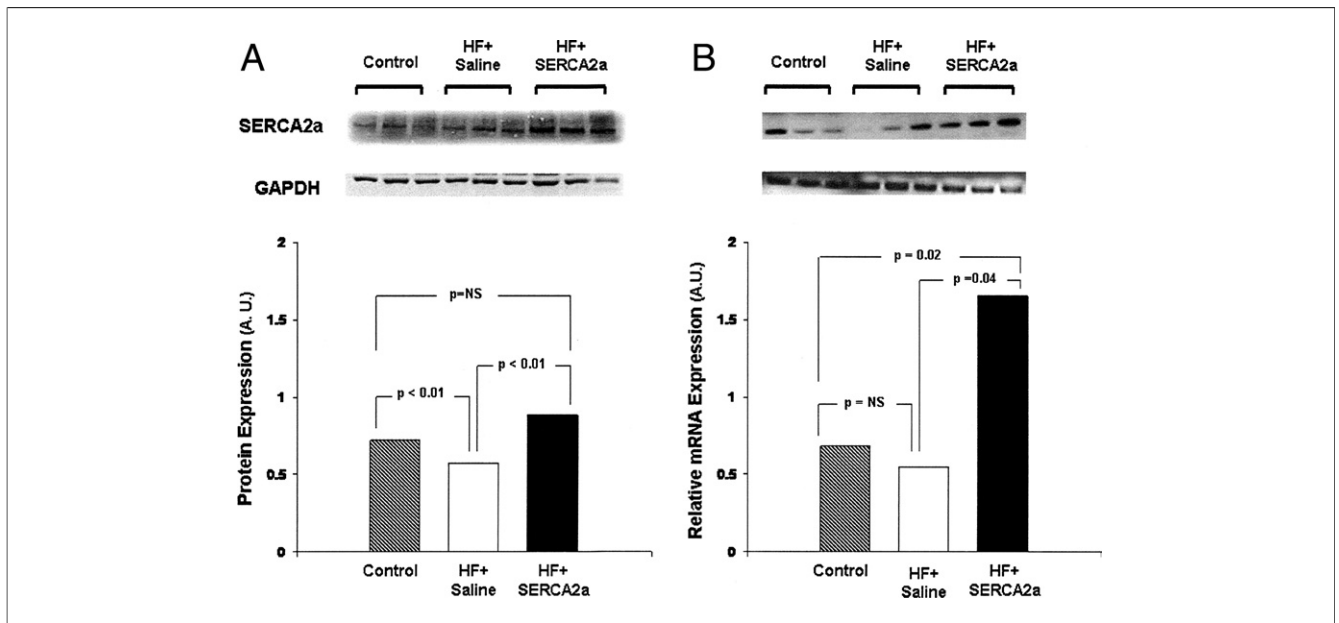 A
Control
HF+
Saline
HF+
SERCA2a
SERCA2a
GAPDH
Protein Expression (A. U.)
2
1.5
1
0.5
0
p=NS
p < 0.01
p < 0.01
Control
HF+
Saline
HF+
SERCA2a
B
Control
HF+
Saline
HF+
SERCA2a
Relative mRNA Expression (A.U.)
2
1.5
1
0.5
0
p = 0.02
p =0.04
p = NS
Control
HF+
Saline
HF+
SERCA2a